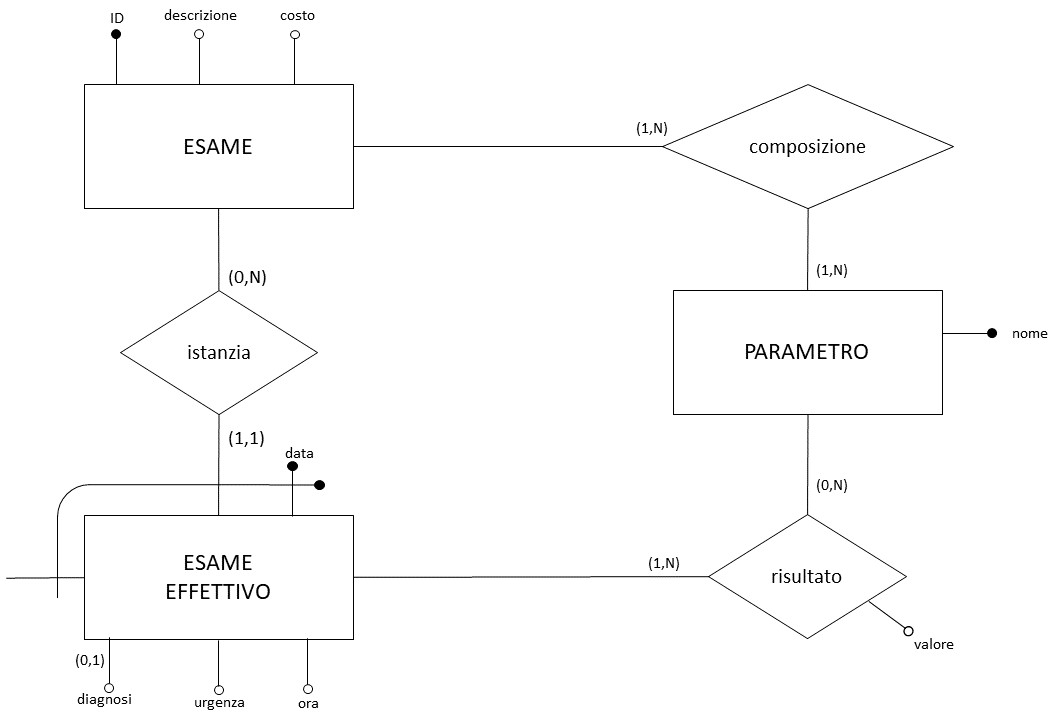 ID
descrizione
costo
ESAME
(1,N)
composizione
(0,N)
(1,N)
istanzia
PARAMETRO
nome
(1,1)
data
(0,N)
ESAME
EFFETTIVO
(1,N)
risultato
valore
(0,1)
diagnosi
urgenza
ora